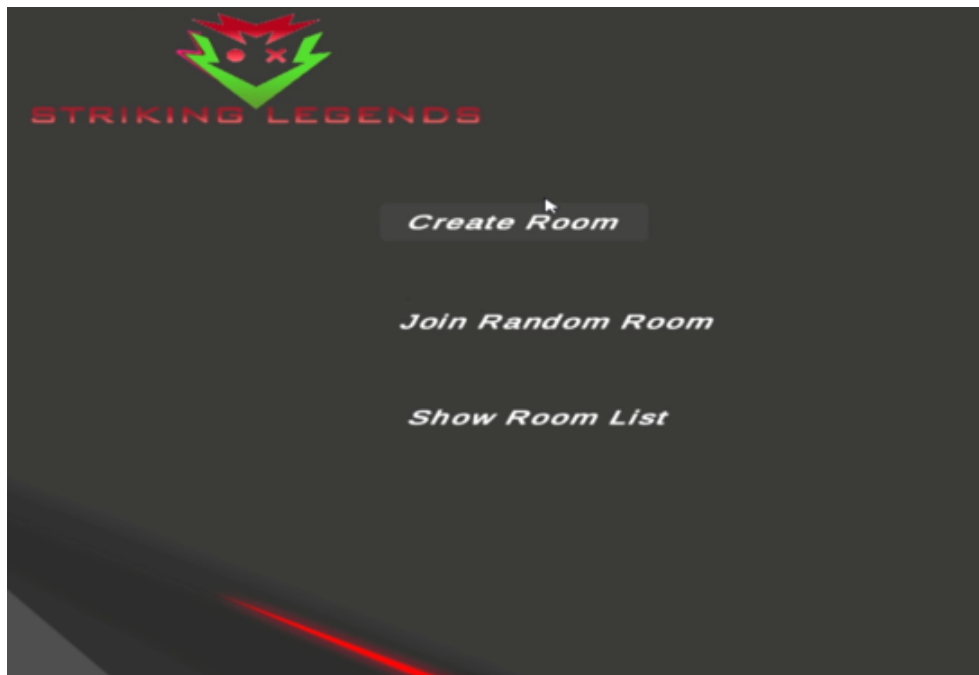 STRIKING LEGENDS
Create Room
Join Random Room
Show Room List